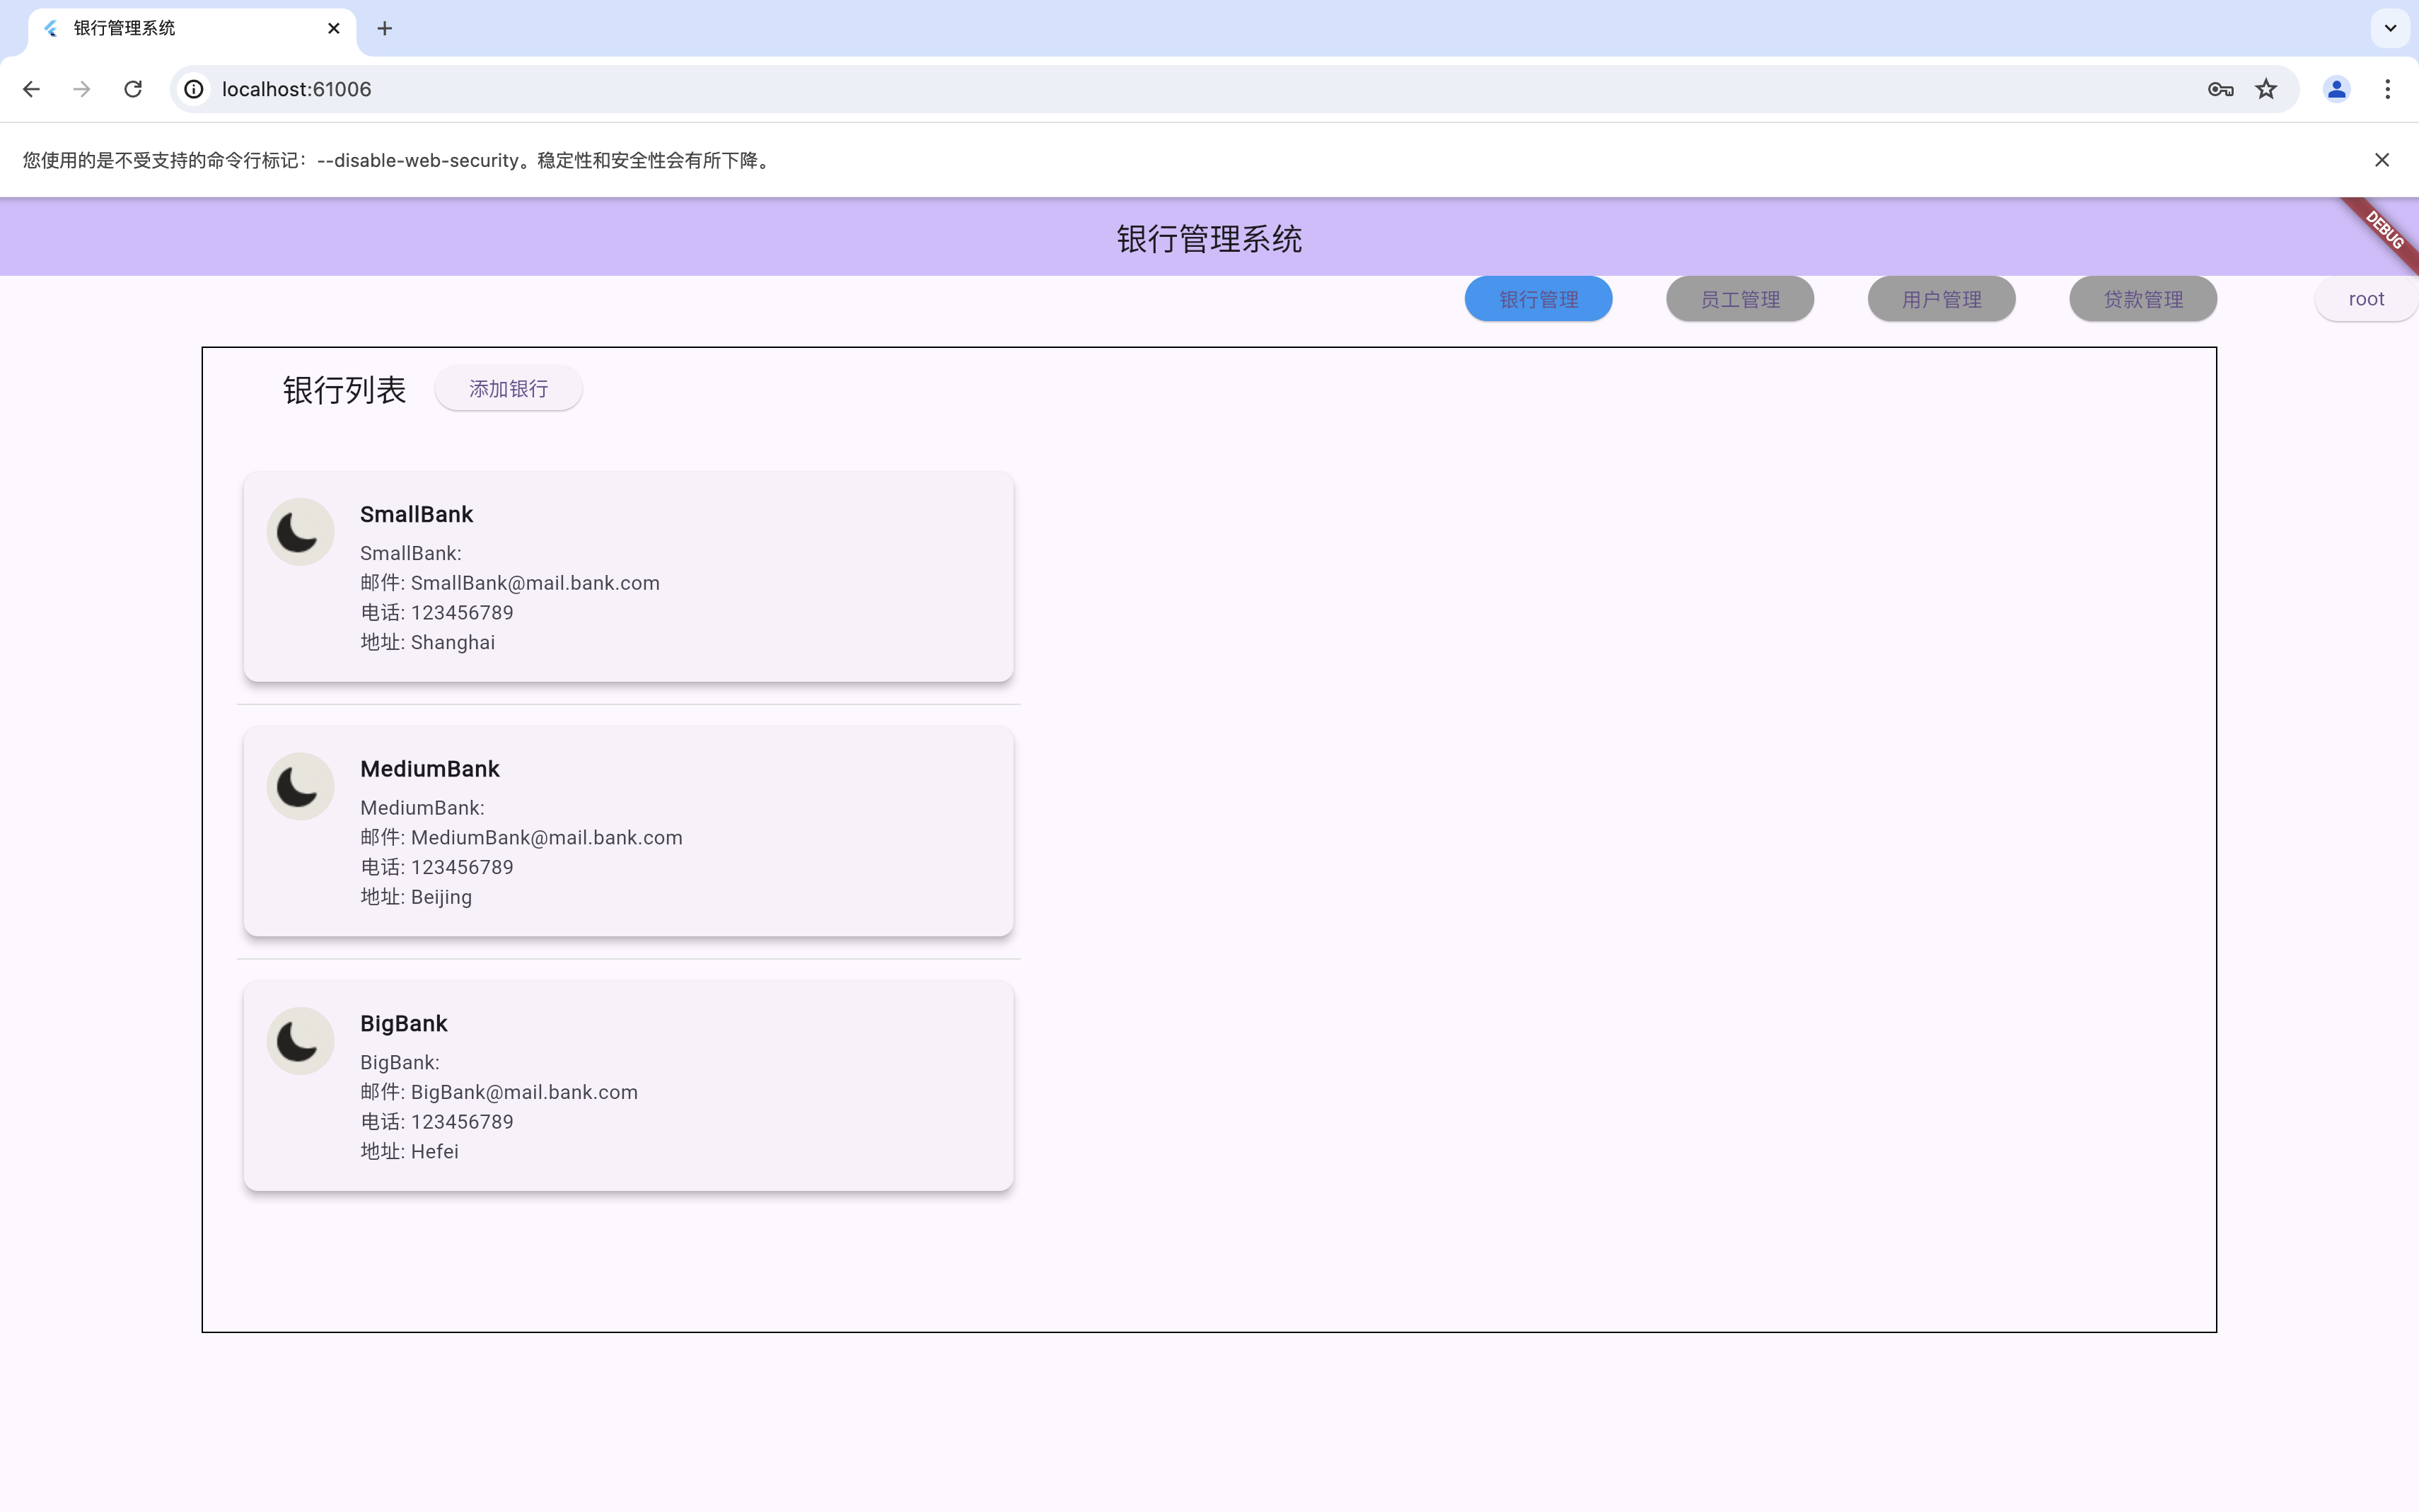 银行管理系统
localhost:61006
您使用的是不受支持的命令行标记：--disable-web-security。稳定性和安全性会有所下降。
银行管理系统
DEBUG
银行管理 员工管理 用户管理 贷款管理 root
银行列表 添加银行
SmallBank
SmallBank:
邮件: SmallBank@mail.bank.com
电话: 123456789
地址: Shanghai
MediumBank
MediumBank:
邮件: MediumBank@mail.bank.com
电话: 123456789
地址: Beijing
BigBank
BigBank:
邮件: BigBank@mail.bank.com
电话: 123456789
地址: Hefei